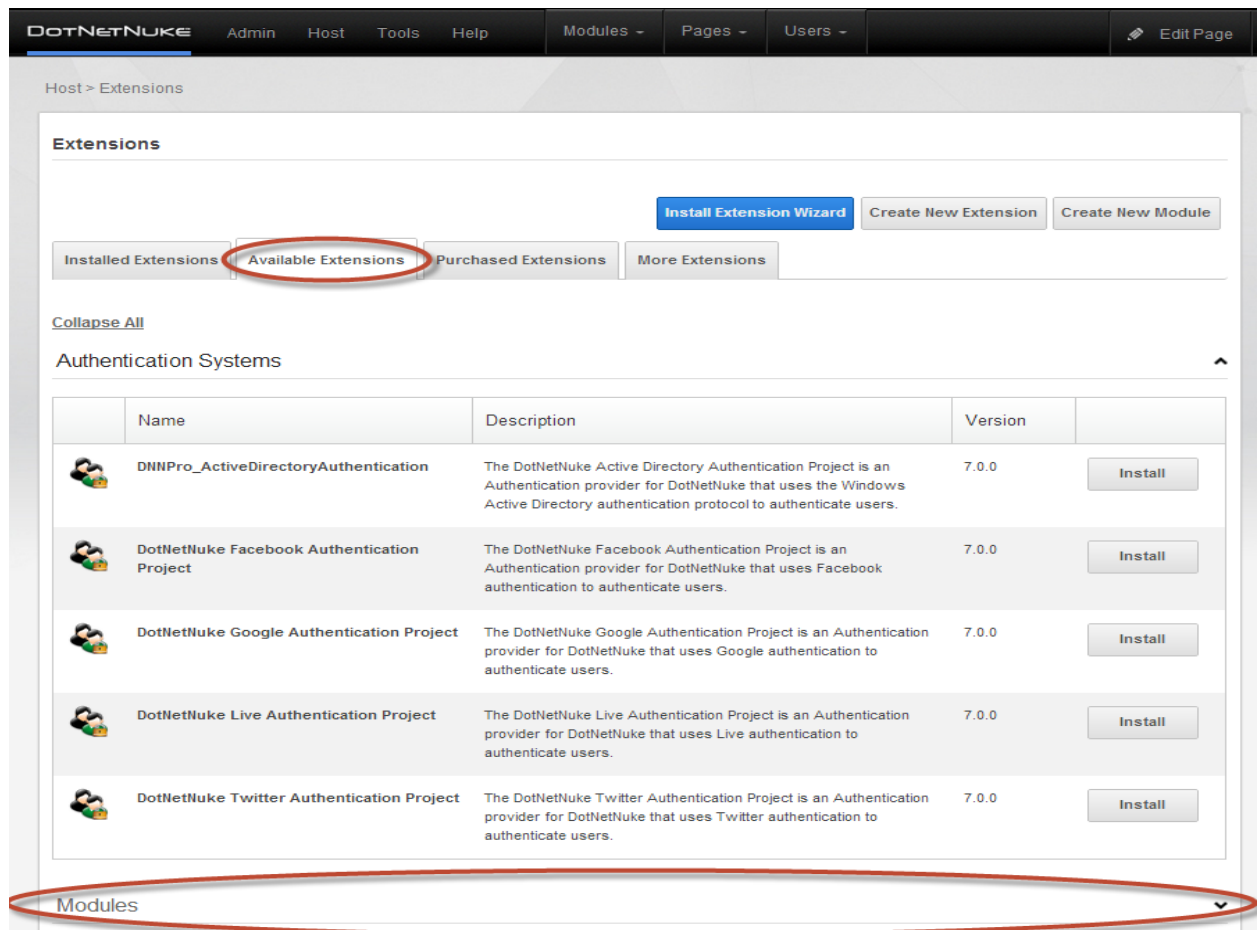 DOTNETNUKE Admin Host Tools Help Modules Pages Users Edit Page
Host > Extensions
Extensions
Install Extension Wizard Create New Extension Create New Module
Installed Extensions Available Extensions Purchased Extensions More Extensions
Collapse All
Authentication Systems
Name Description Version
DNNPro_ActiveDirectoryAuthentication The DotNetNuke Active Directory Authentication Project is an 7.0.0 Install
Authentication provider for DotNetNuke that uses the Windows
Active Directory authentication protocol to authenticate users.
DotNetNuke Facebook Authentication The DotNetNuke Facebook Authentication Project is an 7.0.0 Install
Project Authentication provider for DotNetNuke that uses Facebook
authentication to authenticate users.
DotNetNuke Google Authentication Project The DotNetNuke Google Authentication Project is an Authentication 7.0.0 Install
provider for DotNetNuke that uses Google authentication to
authenticate users.
DotNetNuke Live Authentication Project The DotNetNuke Live Authentication Project is an Authentication 7.0.0 Install
provider for DotNetNuke that uses Live authentication to
authenticate users.
DotNetNuke Twitter Authentication Project The DotNetNuke Twitter Authentication Project is an Authentication 7.0.0 Install
provider for DotNetNuke that uses Twitter authentication to
authenticate users.
Modules